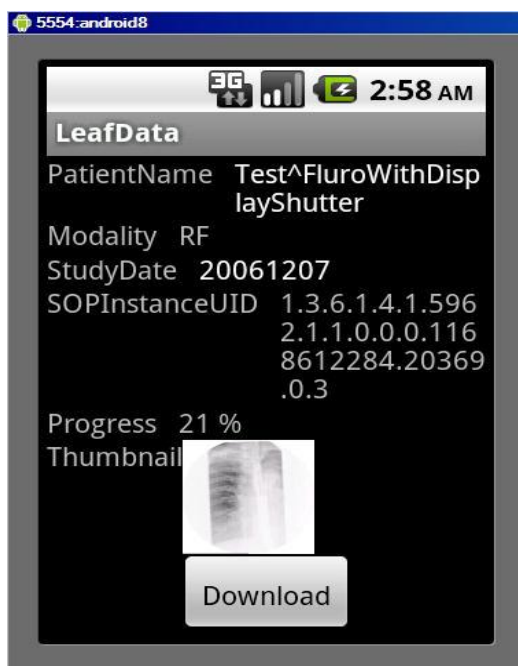 5554:android8
3G 2:58 AM
LeafData
PatientName Test^FluroWithDisp
layShutter
Modality RF
StudyDate 20061207
SOPInstanceUID 1.3.6.1.4.1.596
2.1.1.0.0.0.116
8612284.20369
.0.3
Progress 21 %
Thumbnail
Download